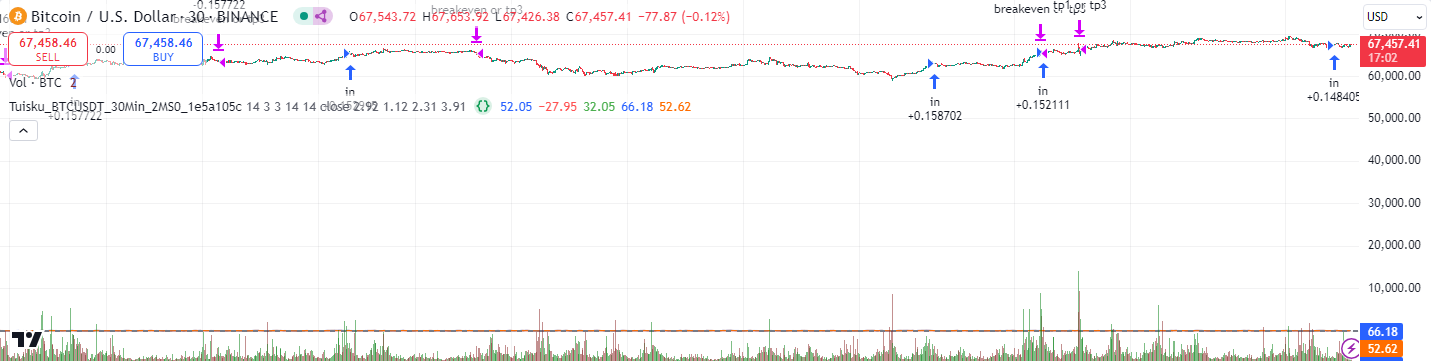 -0.157722
Bitcoin / U.S. Dollar · 30 · BINANCE
O67,543.72 H67,653.92 L67,426.38 C67,457.41 −77.87 (−0.12%)
breakeven or tp3
breakeven or tp3
tp1 or tp3
USD
67,458.46
SELL
0.00
67,458.46
BUY
67,457.41
17:02
60,000.00
Vol · BTC 2
in
+0.157722
Tuisku_BTCUSDT_30Min_2MS0_1e5a105c 14 3 3 14 14 close 2.92 1.12 2.31 3.91
52.05 −27.95 32.05 66.18 52.62
in
in
+0.158702
in
+0.152111
in
+0.148405
50,000.00
40,000.00
30,000.00
20,000.00
10,000.00
66.18
52.62